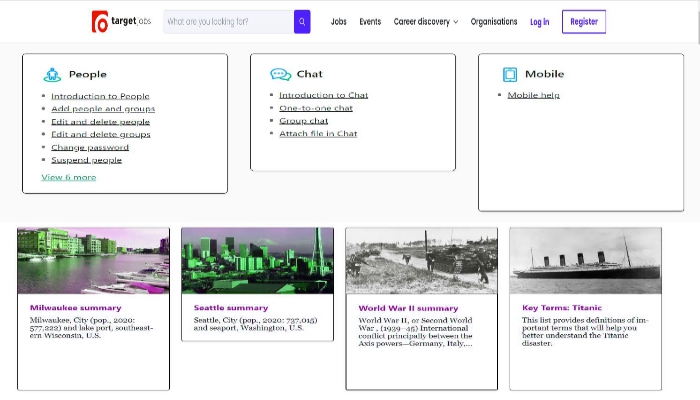 targetjobs What are you looking for? Jobs Events Career discovery Organisations Log in Register
People
Introduction to People
Add people and groups
Edit and delete people
Edit and delete groups
Change password
Suspend people
View 6 more
Chat
Introduction to Chat
One-to-one chat
Group chat
Attach file in Chat
Mobile
Mobile help
Milwaukee summary
Milwaukee, City (pop., 2020:
577,222) and lake port, southeast-
ern Wisconsin, U.S.
Seattle summary
Seattle, City (pop., 2020: 737,015)
and seaport, Washington, U.S.
World War II summary
World War II, or Second World
War , (1939–45) International
conflict principally between the
Axis powers—Germany, Italy,...
Key Terms: Titanic
This list provides definitions of im-
portant terms that will help you
better understand the Titanic
disaster.